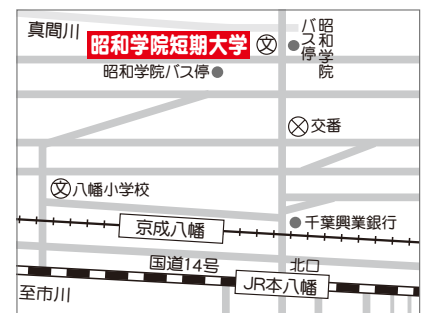 真間川
昭和学院短期大学
文
昭和学院
バス停
昭和学院バス停
交番
文
八幡小学校
千葉興業銀行
京成八幡
国道14号
北口
JR本八幡
至市川